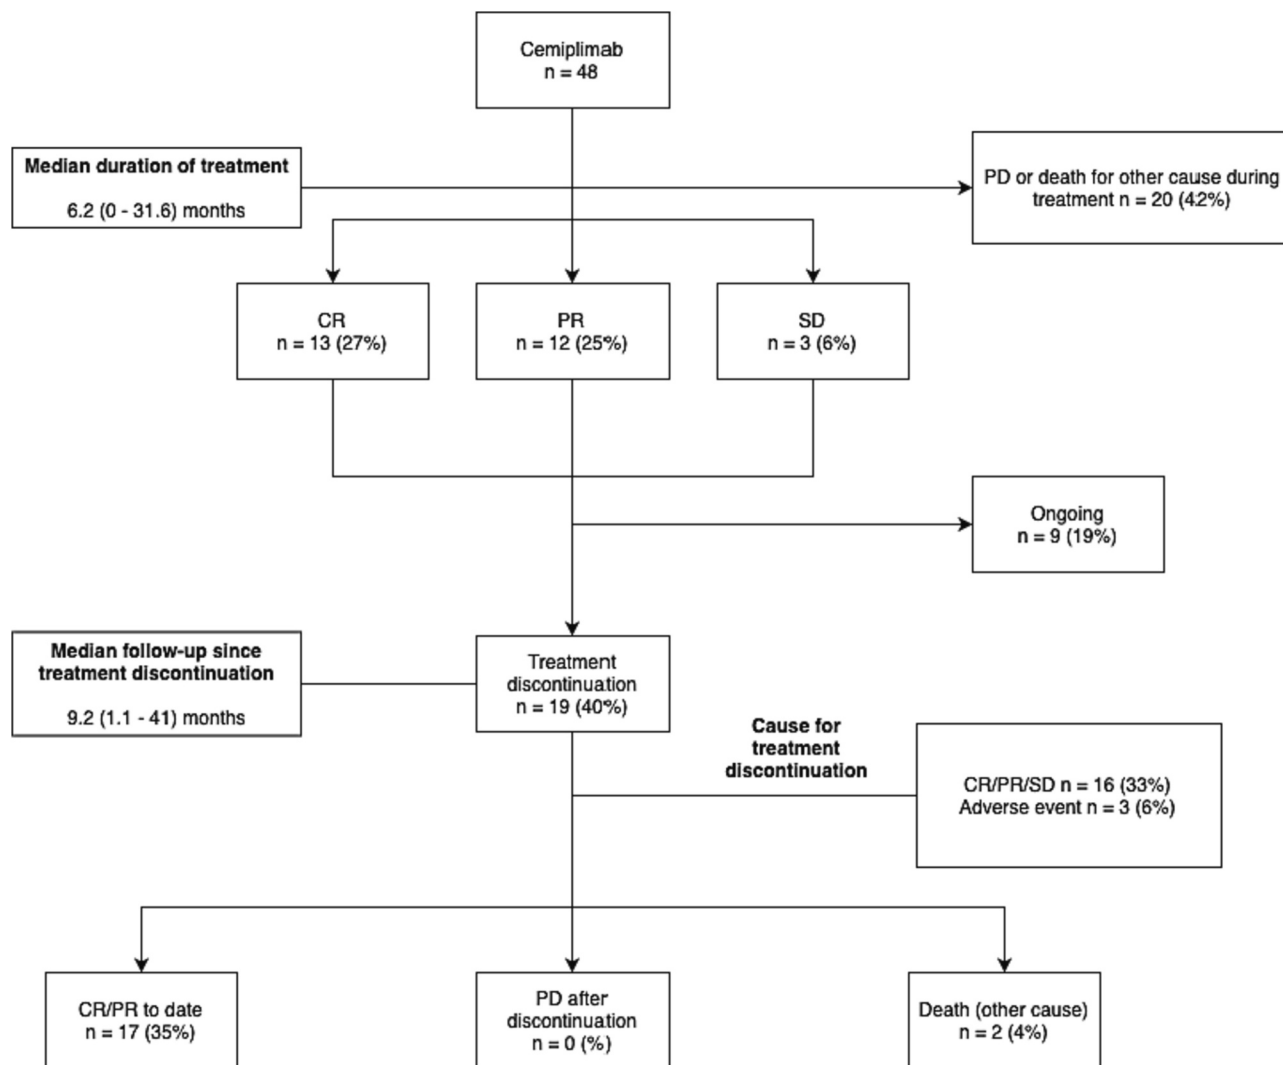 Cemiplimab
n = 48
Median duration of treatment
6.2 (0 - 31.6) months
PD or death for other cause during
treatment n = 20 (42%)
CR
n = 13 (27%)
PR
n = 12 (25%)
SD
n = 3 (6%)
Ongoing
n = 9 (19%)
Median follow-up since
treatment discontinuation
9.2 (1.1 - 41) months
Treatment
discontinuation
n = 19 (40%)
Cause for
treatment
discontinuation
CR/PR/SD n = 16 (33%)
Adverse event n = 3 (6%)
CR/PR to date
n = 17 (35%)
PD after
discontinuation
n = 0 (%)
Death (other cause)
n = 2 (4%)